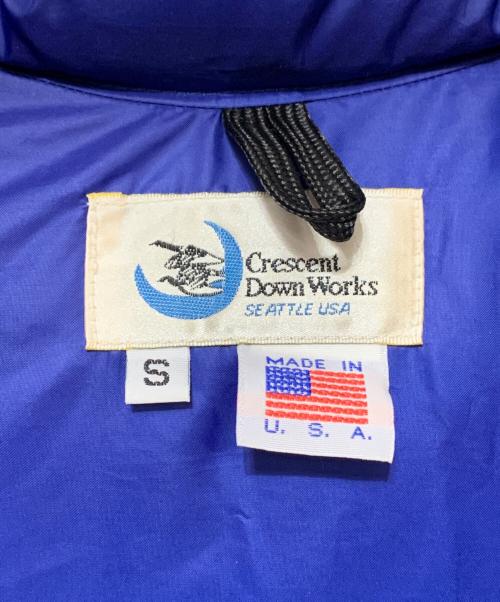 Crescent
Down Works
SEATTLE USA
S
MADE IN
U. S. A.